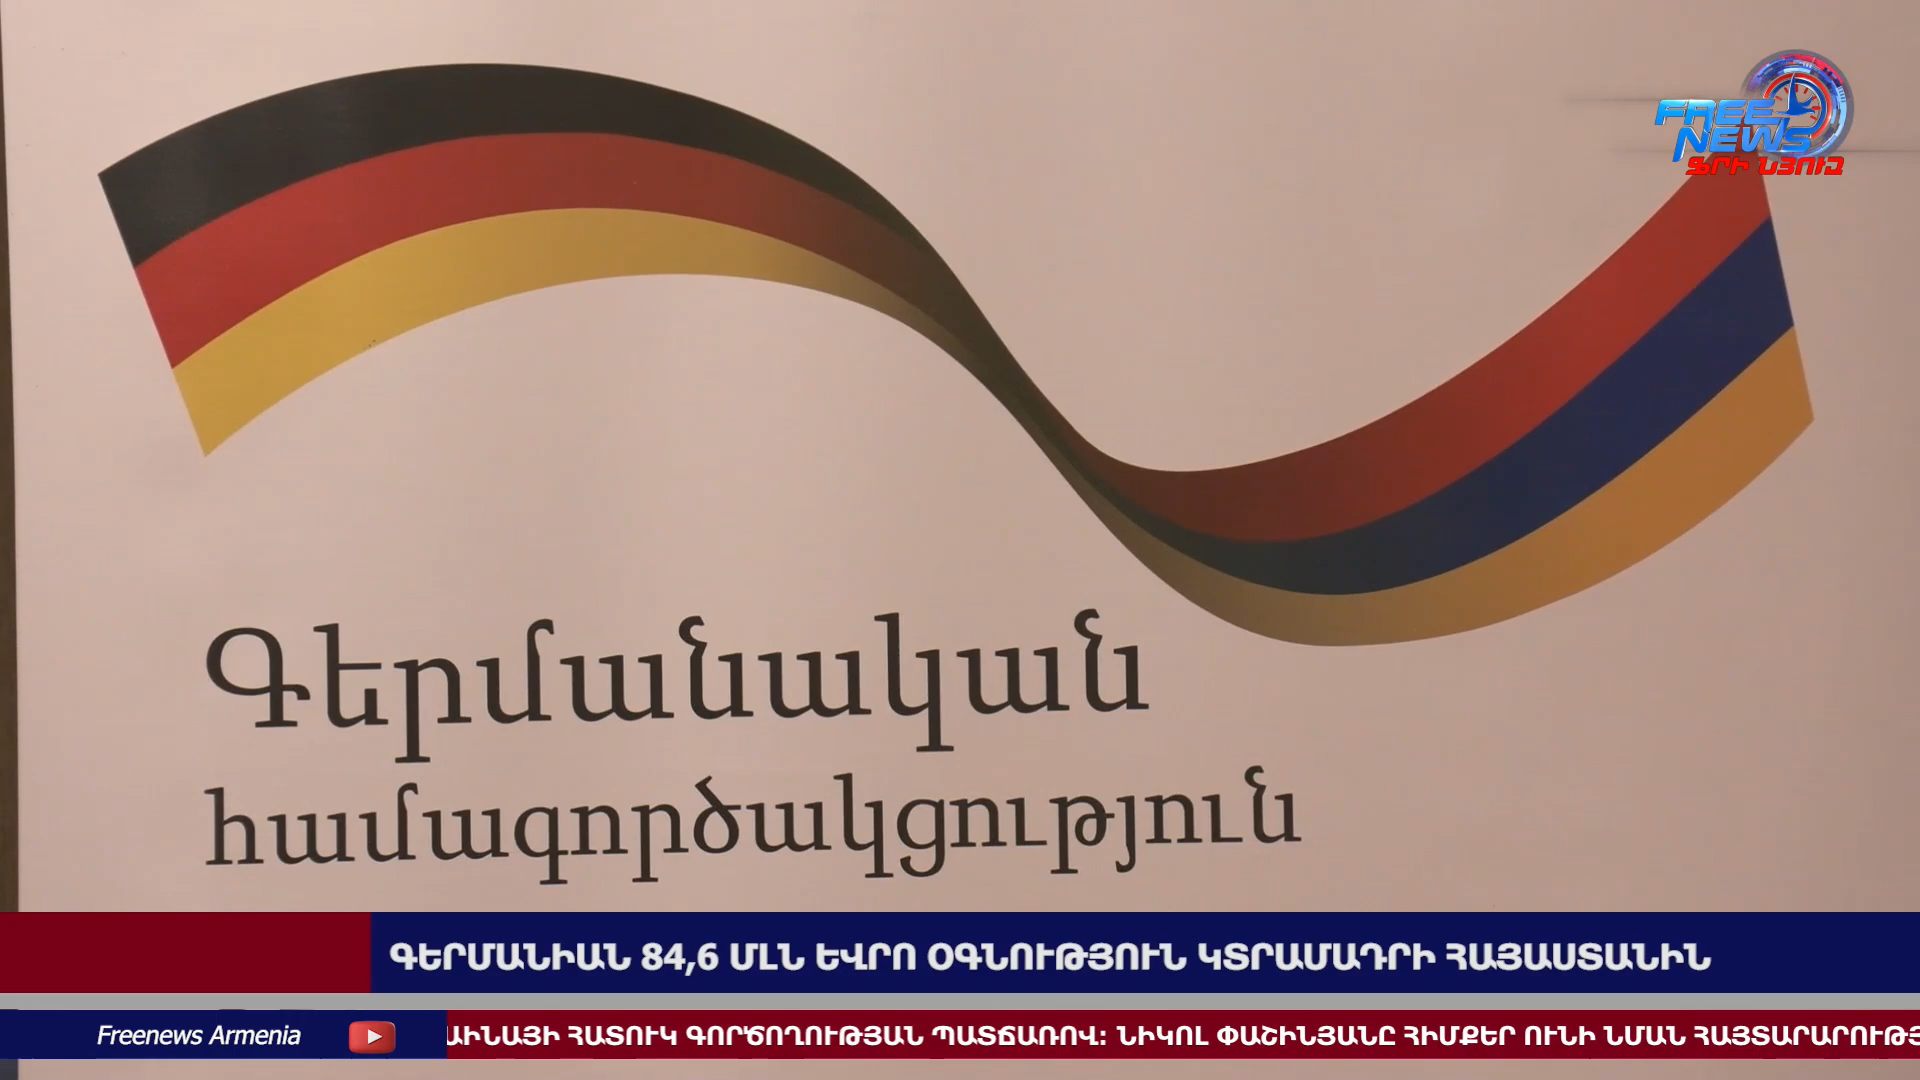 FREE
NEWS
ՖՐԻ ՆՅՈՒԶ
Գերմանական
համագործակցություն
ԳԵՐՄԱՆԻԱՆ 84,6 ՄԼՆ ԵՎՐՈ ՕԳՆՈՒԹՅՈՒՆ ԿՏՐԱՄԱԴՐԻ ՀԱՅԱՍՏԱՆԻՆ
Freenews Armenia
ԱԻՆԱՅԻ ՀԱՏՈՒԿ ԳՈՐԾՈՂՈՒԹՅԱՆ ՊԱՏՃԱՌՈՎ: ՆԻԿՈԼ ՓԱՇԻՆՅԱՆԸ ՀԻՄՔԵՐ ՈՒՆԻ ՆՄԱՆ ՀԱՅՏԱՐԱՐՈՒԹՅ